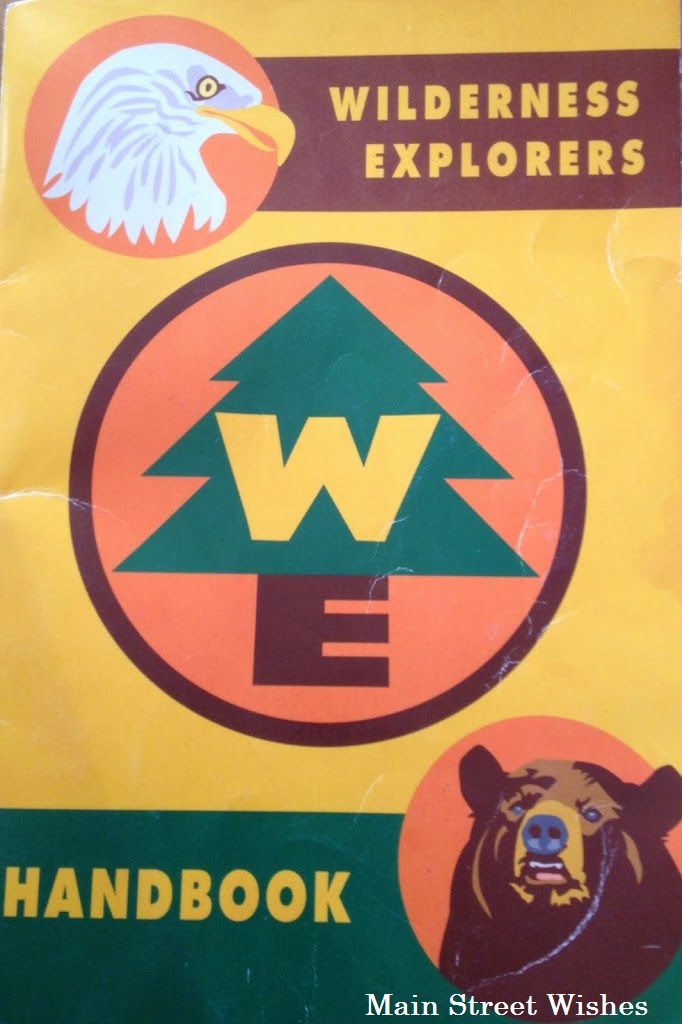 WILDERNESS
EXPLORERS
W
E
HANDBOOK
Main Street Wishes